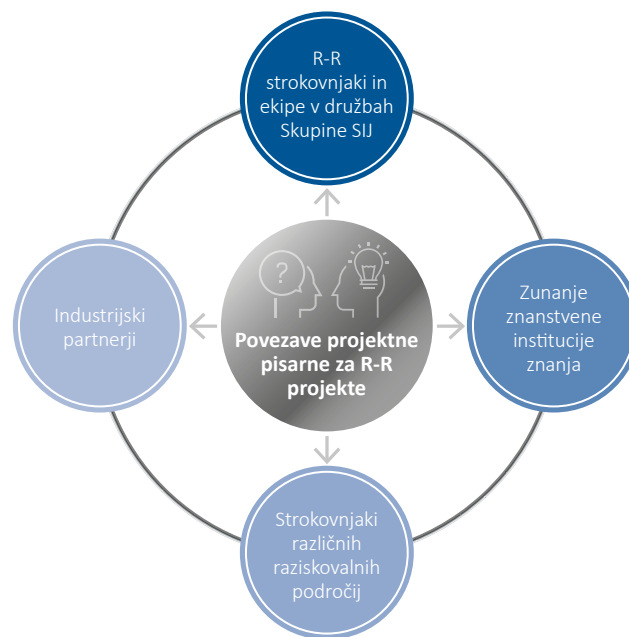 R-R
strokovnjaki in
ekipe v družbah
Skupine SIJ
Industrijski
partnerji
?
Povezave projektne
pisarne za R-R
projekte
Zunanje
znanstvene
institucije
znanja
Strokovnjaki
različnih
raziskovalnih
področij